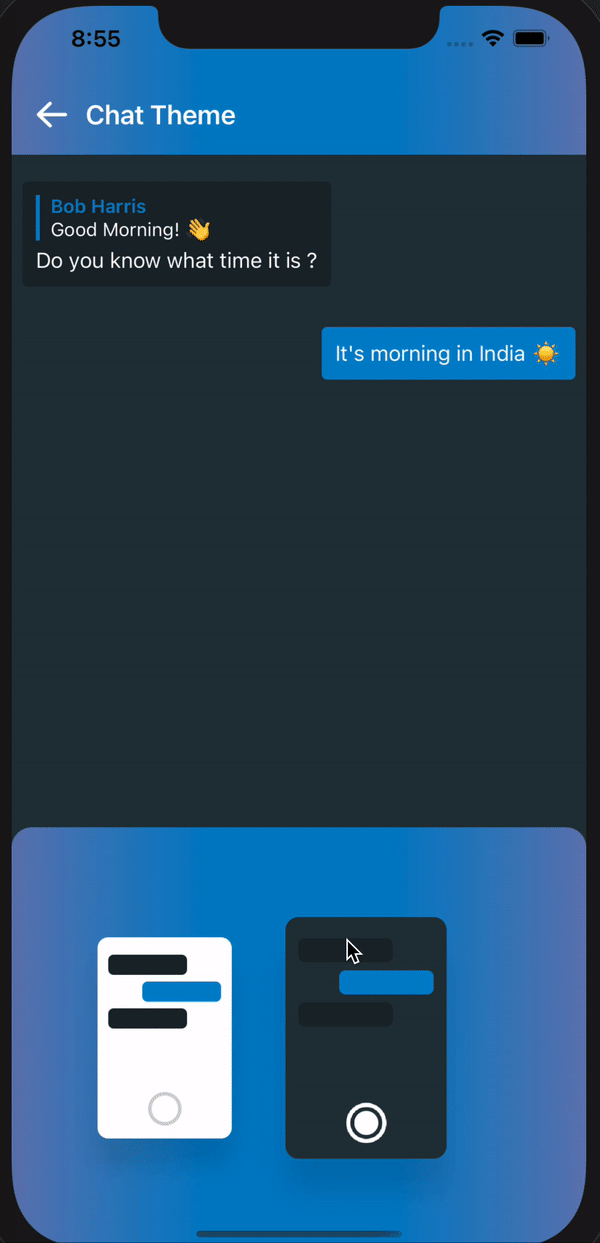 8:55
Chat Theme
Bob Harris
Good Morning! 👋
Do you know what time it is ?
It's morning in India ☀️